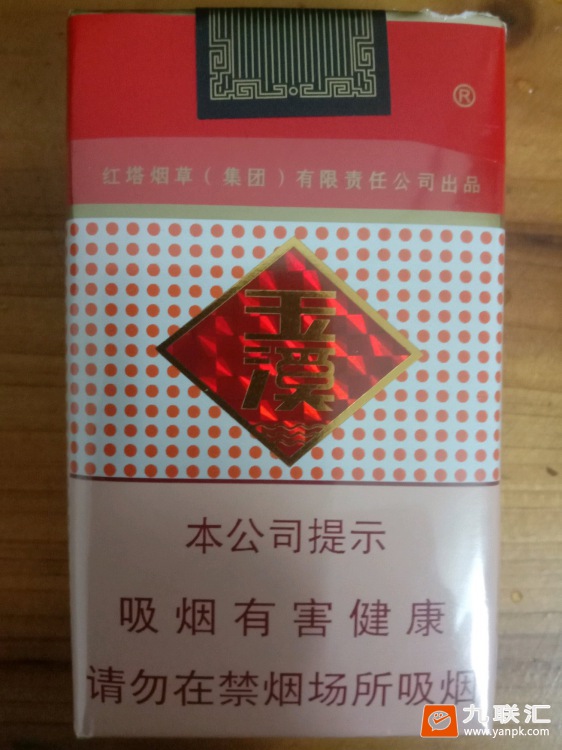 ®
红塔烟草（集团）有限责任公司出品
玉
溪
本公司提示
吸烟有害健康
请勿在禁烟场所吸烟
九联汇
www.yanpk.com